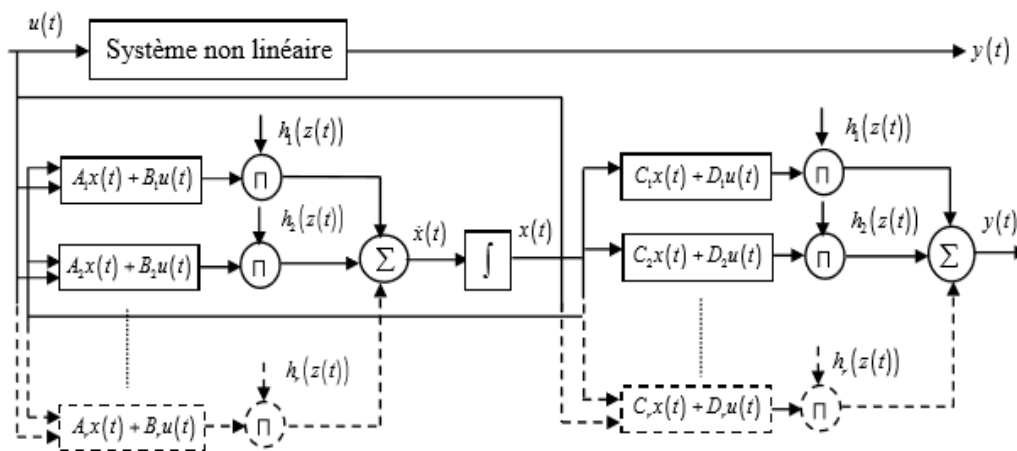 u(t)
Système non linéaire
y(t)
h₁(z(t))
h₁(z(t))
A₁x(t) + B₁u(t)
Π
C₁x(t) + D₁u(t)
Π
h₂(z(t))
h₂(z(t))
A₂x(t) + B₂u(t)
Π
∑
ẋ(t)
∫
x(t)
C₂x(t) + D₂u(t)
Π
∑
y(t)
hᵣ(z(t))
hᵣ(z(t))
Aᵣx(t) + Bᵣu(t)
Π
Cᵣx(t) + Dᵣu(t)
Π